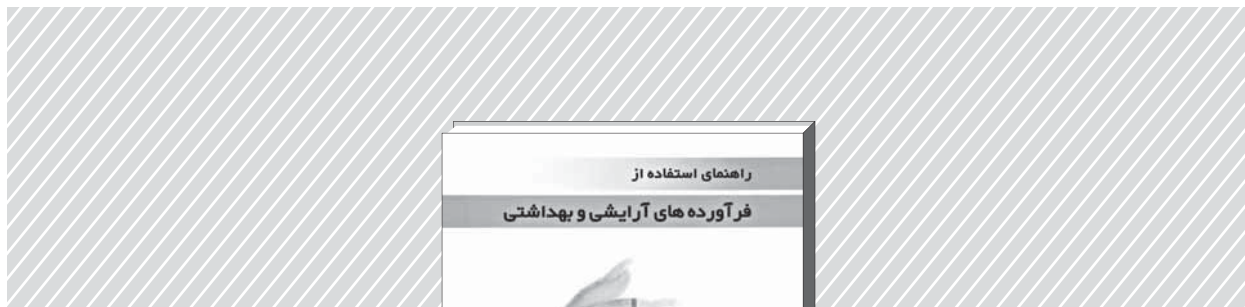 راهنمای استفاده از
فرآورده های آرایشی و بهداشتی